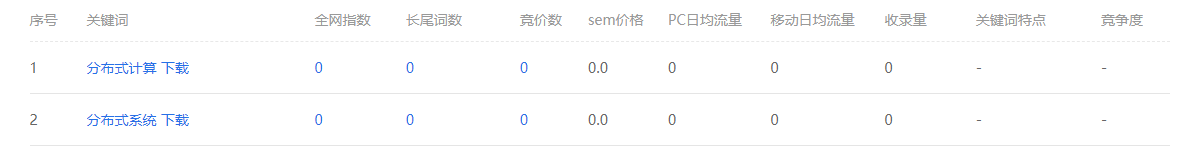 序号 关键词 全网指数 长尾词数 竞价数 sem价格 PC日均流量 移动日均流量 收录量 关键词特点 竞争度
1 分布式计算 下载 0 0 0 0.0 0 0 0 - -
2 分布式系统 下载 0 0 0 0.0 0 0 0 - -